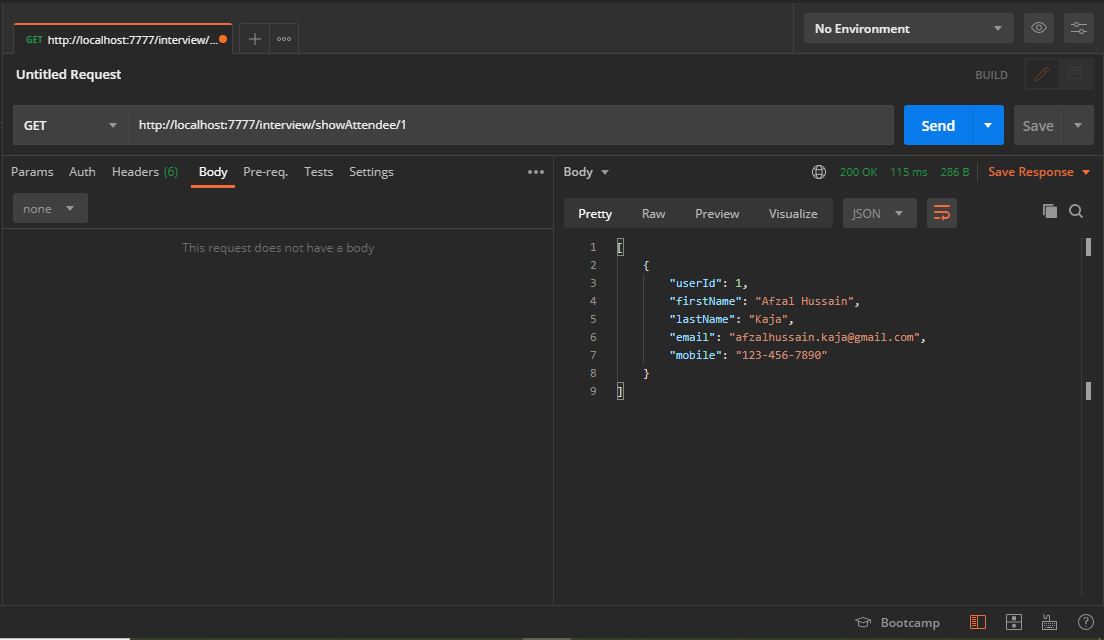 GET http://localhost:7777/interview/...
No Environment
Untitled Request
BUILD
GET
http://localhost:7777/interview/showAttendee/1
Send
Save
Params Auth Headers (6) Body Pre-req. Tests Settings
none
This request does not have a body
Body
200 OK 115 ms 286 B Save Response
Pretty Raw Preview Visualize JSON
1 [
2 {
3 "userId": 1,
4 "firstName": "Afzal Hussain",
5 "lastName": "Kaja",
6 "email": "afzalhussain.kaja@gmail.com",
7 "mobile": "123-456-7890"
8 }
9 ]
Bootcamp